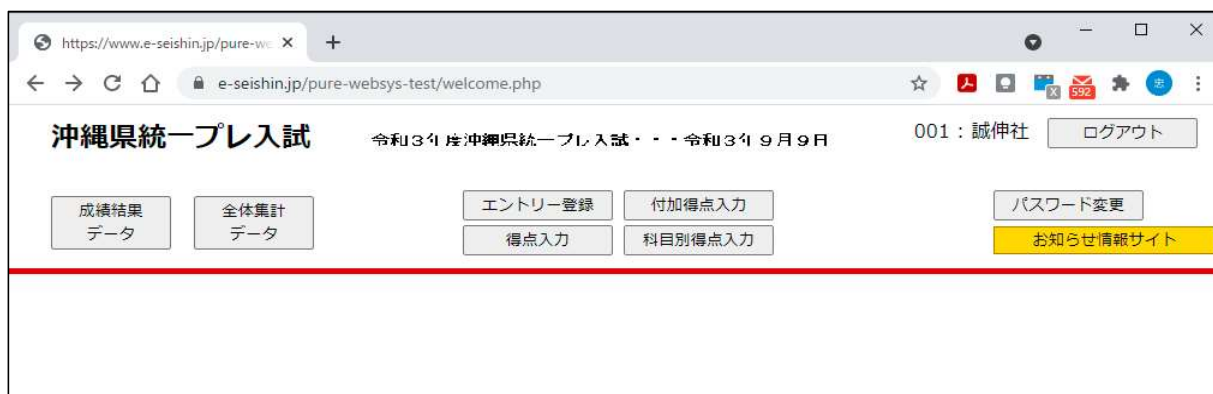 https://www.e-seishin.jp/pure-we
e-seishin.jp/pure-websys-test/welcome.php
X
592
忠
沖縄県統一プレ入試
令和3年度沖縄県統一プレ入試・・・令和3年9月9日
001：誠伸社
ログアウト
成績結果
データ
全体集計
データ
エントリー登録
付加得点入力
得点入力
科目別得点入力
パスワード変更
お知らせ情報サイト